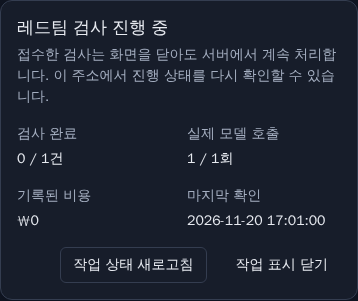 레드팀 검사 진행 중
접수한 검사는 화면을 닫아도 서버에서 계속 처리합
니다. 이 주소에서 진행 상태를 다시 확인할 수 있습
니다.
검사 완료
0 / 1건
실제 모델 호출
1 / 1회
기록된 비용
₩0
마지막 확인
2026-11-20 17:01:00
작업 상태 새로고침
작업 표시 닫기